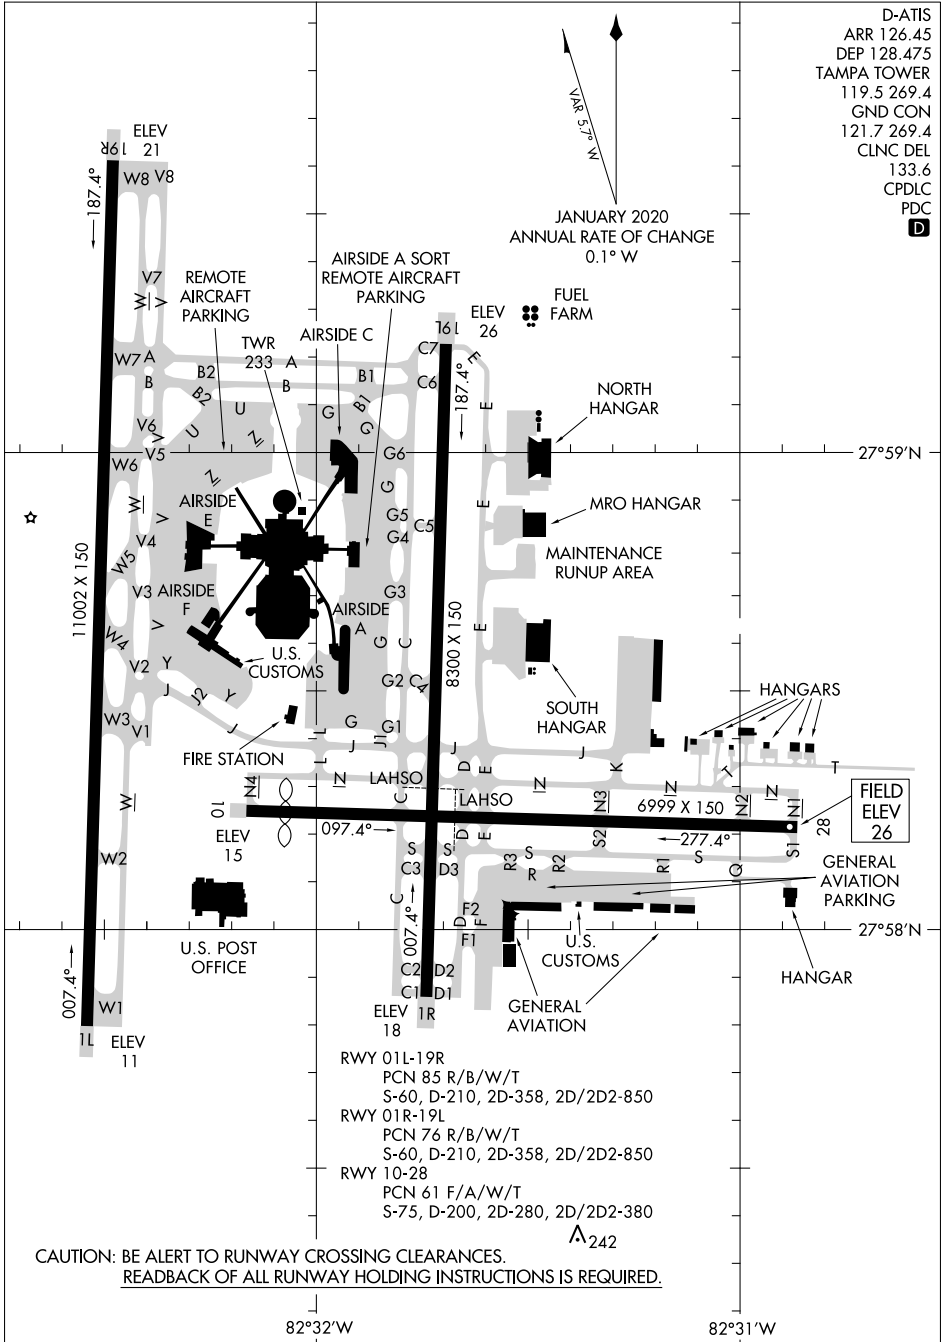 D-ATIS
ARR 126.45
DEP 128.475
TAMPA TOWER
119.5 269.4
GND CON
121.7 269.4
CLNC DEL
133.6
CPDLC
PDC
D
VAR 5.7° W
JANUARY 2020
ANNUAL RATE OF CHANGE
0.1° W
19R
ELEV
21
W8 V8
187.4°
V7
W V
REMOTE
AIRCRAFT
PARKING
AIRSIDE A SORT
REMOTE AIRCRAFT
PARKING
TWR
233
AIRSIDE C
19L
ELEV
26
FUEL
FARM
C7 E
W7 A
A
B2
B
B1
C6
187.4°
B
B2
U
G
B1
E
NORTH
HANGAR
V6
V
U
Z
G
V5
G6
27°59'N
W6
Z
G
W
AIRSIDE
E
V
G5
C5
E
MRO HANGAR
G4
V4
W5
MAINTENANCE
RUNUP AREA
11002 X 150
V3
AIRSIDE
F
G3
AIRSIDE
A
8300 X 150
V
W4
G
C
E
U.S.
CUSTOMS
V2
Y
J
J2
Y
G2
C4
SOUTH
HANGAR
HANGARS
W3
V1
J
FIRE STATION
L
G
G1
J
J1
J
D
E
J
K
T
T
L
N4
N
LAHSO
C
LAHSO
N
N3
N
N2
N
N1
6999 X 150
FIELD
ELEV
26
W
10
ELEV
15
097.4°
D
E
S2
277.4°
S1
28
W2
S
S
R3
S
R
R2
R1
S
Q
GENERAL
AVIATION
PARKING
C3
D3
C
007.4°
D
F2
F
F1
27°58'N
U.S. POST
OFFICE
U.S.
CUSTOMS
HANGAR
007.4°
C2
D2
C1
D1
W1
ELEV
18
1R
GENERAL
AVIATION
1L
ELEV
11
RWY 01L-19R
PCN 85 R/B/W/T
S-60, D-210, 2D-358, 2D/2D2-850
RWY 01R-19L
PCN 76 R/B/W/T
S-60, D-210, 2D-358, 2D/2D2-850
RWY 10-28
PCN 61 F/A/W/T
S-75, D-200, 2D-280, 2D/2D2-380
242
CAUTION: BE ALERT TO RUNWAY CROSSING CLEARANCES.
READBACK OF ALL RUNWAY HOLDING INSTRUCTIONS IS REQUIRED.
82°32'W
82°31'W